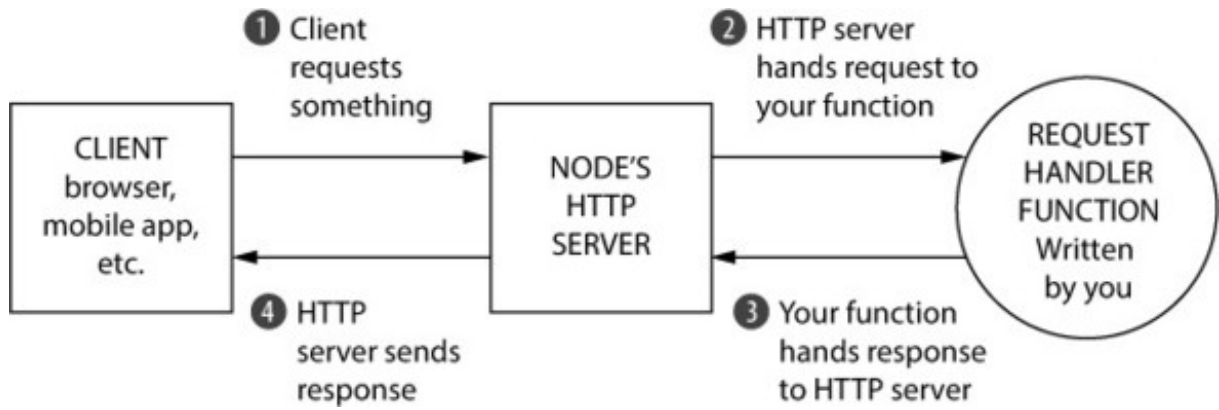 1 Client
requests
something
2 HTTP server
hands request to
your function
CLIENT
browser,
mobile app,
etc.
NODE’S
HTTP
SERVER
REQUEST
HANDLER
FUNCTION
Written
by you
4 HTTP
server sends
response
3 Your function
hands response
to HTTP server